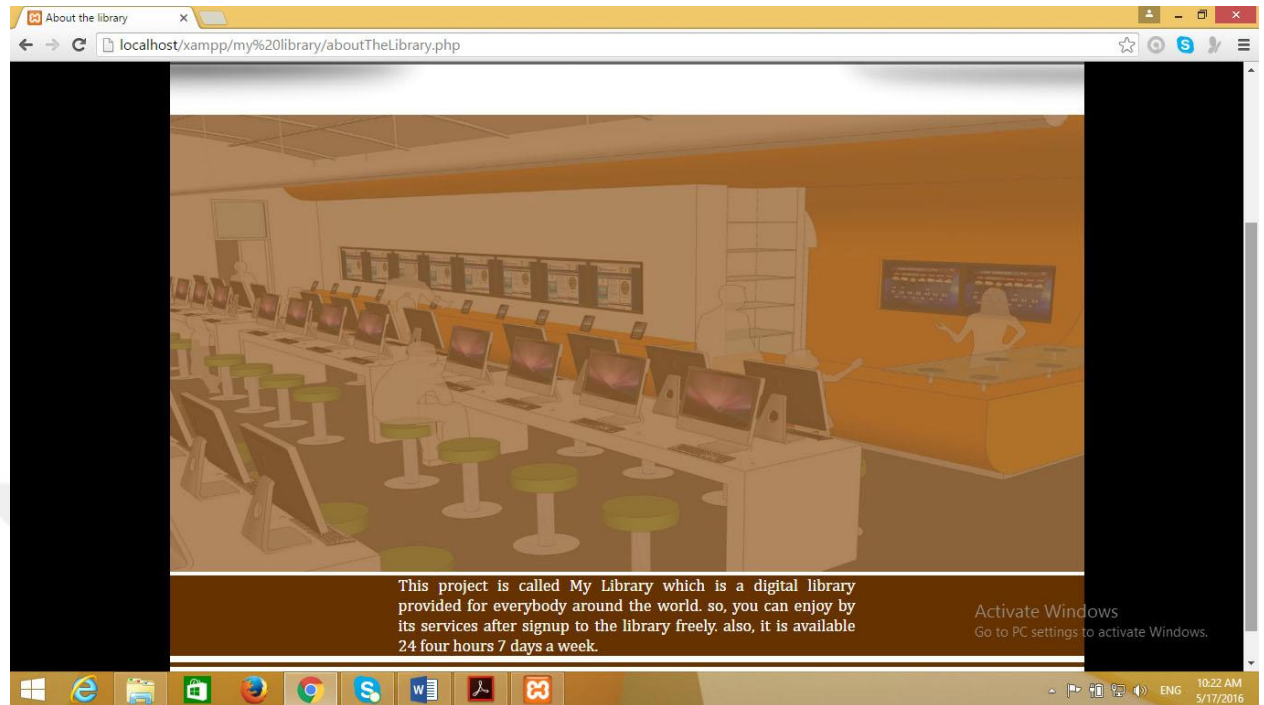 About the library
localhost/xampp/my%20library/aboutTheLibrary.php
This project is called My Library which is a digital library
provided for everybody around the world. so, you can enjoy by
its services after signup to the library freely. also, it is available
24 four hours 7 days a week.
Activate Windows
Go to PC settings to activate Windows.
ENG
10:22 AM
5/17/2016